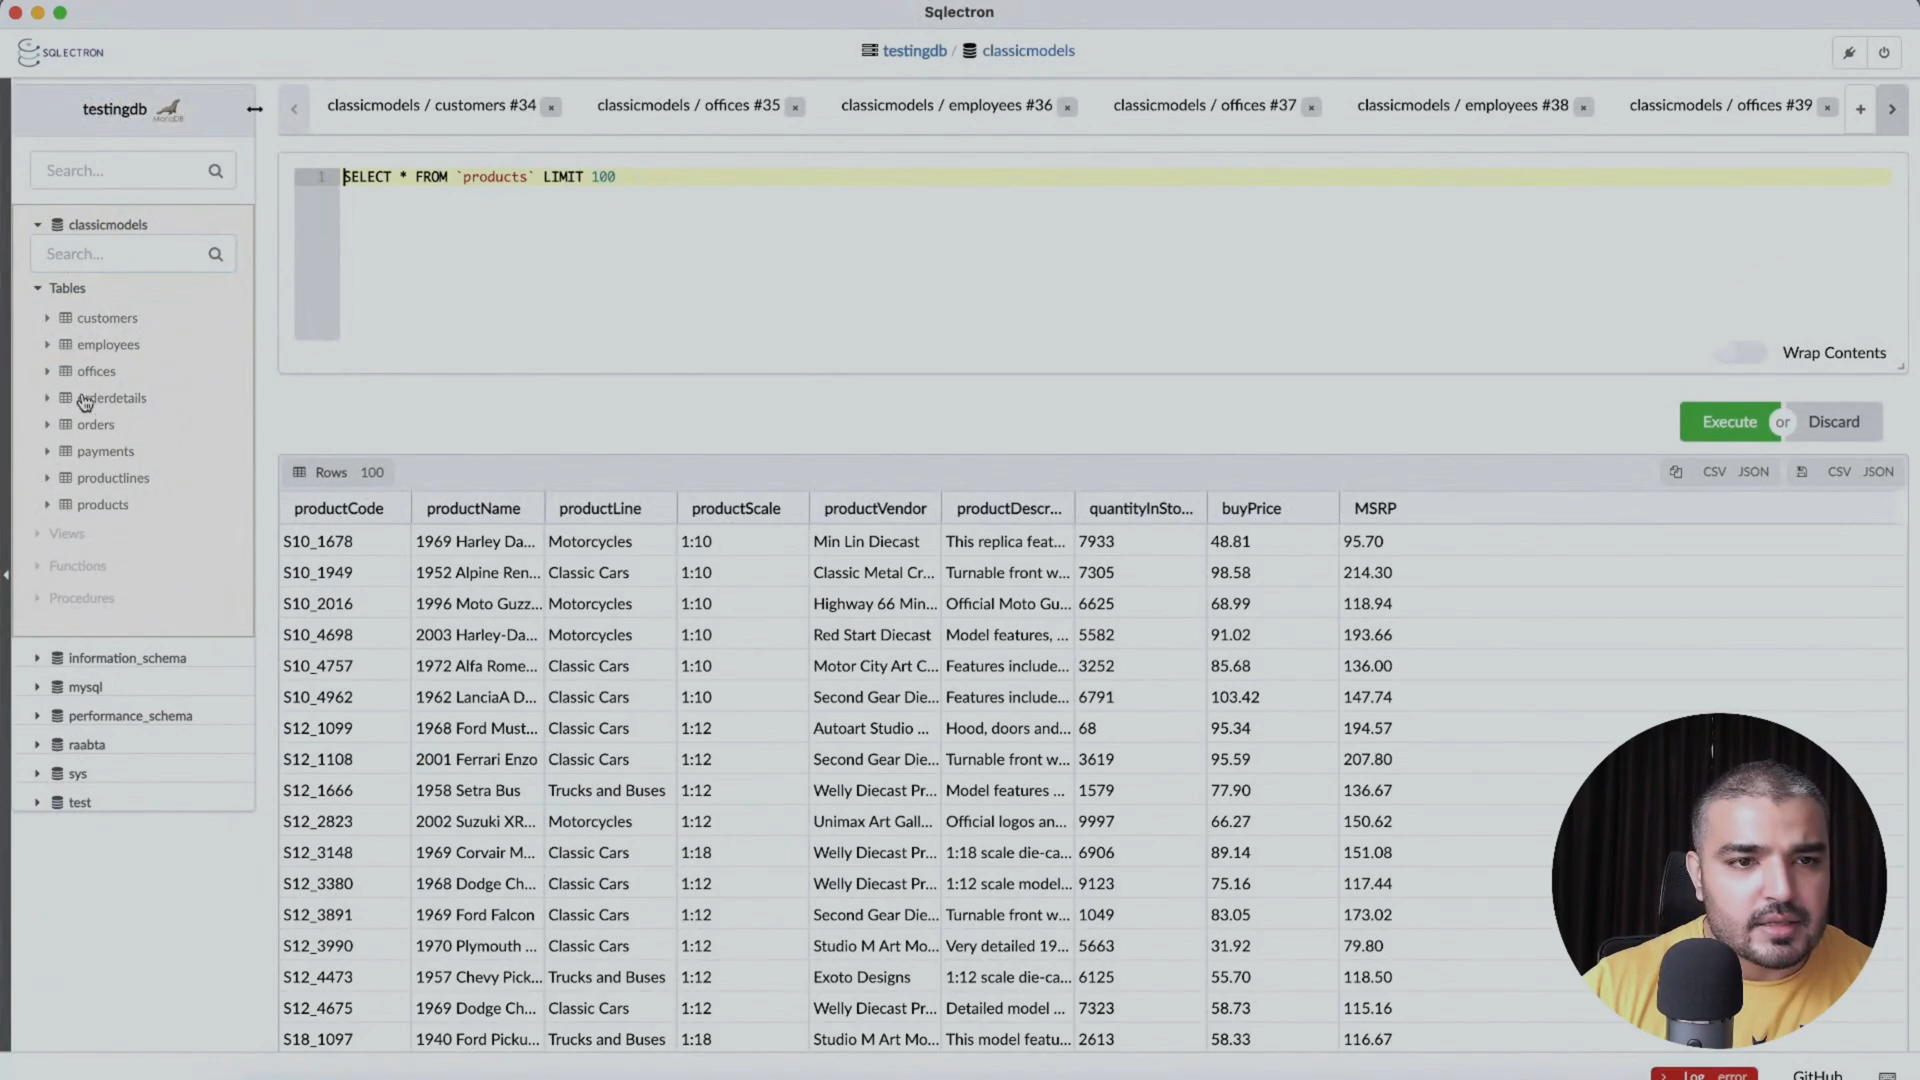 Sqlectron
SQLECTRON
testingdb / classicmodels
testingdb
MariaDB
classicmodels / customers #34 ×
classicmodels / offices #35 ×
classicmodels / employees #36 ×
classicmodels / offices #37 ×
classicmodels / employees #38 ×
classicmodels / offices #39 ×
+
Search...
classicmodels
Search...
Tables
customers
employees
offices
orderdetails
orders
payments
productlines
products
Views
Functions
Procedures
information_schema
mysql
performance_schema
raabta
sys
test
1 SELECT * FROM `products` LIMIT 100
Wrap Contents
Execute or Discard
Rows 100 CSV JSON CSV JSON
productCode productName productLine productScale productVendor productDescr... quantityInSto... buyPrice MSRP
S10_1678 1969 Harley Da... Motorcycles 1:10 Min Lin Diecast This replica feat... 7933 48.81 95.70
S10_1949 1952 Alpine Ren... Classic Cars 1:10 Classic Metal Cr... Turnable front w... 7305 98.58 214.30
S10_2016 1996 Moto Guzz... Motorcycles 1:10 Highway 66 Min... Official Moto Gu... 6625 68.99 118.94
S10_4698 2003 Harley-Da... Motorcycles 1:10 Red Start Diecast Model features, ... 5582 91.02 193.66
S10_4757 1972 Alfa Rome... Classic Cars 1:10 Motor City Art C... Features include... 3252 85.68 136.00
S10_4962 1962 LanciaA D... Classic Cars 1:10 Second Gear Die... Features include... 6791 103.42 147.74
S12_1099 1968 Ford Must... Classic Cars 1:12 Autoart Studio ... Hood, doors and... 68 95.34 194.57
S12_1108 2001 Ferrari Enzo Classic Cars 1:12 Second Gear Die... Turnable front w... 3619 95.59 207.80
S12_1666 1958 Setra Bus Trucks and Buses 1:12 Welly Diecast Pr... Model features ... 1579 77.90 136.67
S12_2823 2002 Suzuki XR... Motorcycles 1:12 Unimax Art Gall... Official logos an... 9997 66.27 150.62
S12_3148 1969 Corvair M... Classic Cars 1:18 Welly Diecast Pr... 1:18 scale die-ca... 6906 89.14 151.08
S12_3380 1968 Dodge Ch... Classic Cars 1:12 Welly Diecast Pr... 1:12 scale model... 9123 75.16 117.44
S12_3891 1969 Ford Falcon Classic Cars 1:12 Second Gear Die... Turnable front w... 1049 83.05 173.02
S12_3990 1970 Plymouth ... Classic Cars 1:12 Studio M Art Mo... Very detailed 19... 5663 31.92 79.80
S12_4473 1957 Chevy Pick... Trucks and Buses 1:12 Exoto Designs 1:12 scale die-ca... 6125 55.70 118.50
S12_4675 1969 Dodge Ch... Classic Cars 1:12 Welly Diecast Pr... Detailed model ... 7323 58.73 115.16
S18_1097 1940 Ford Picku... Trucks and Buses 1:18 Studio M Art Mo... This model featu... 2613 58.33 116.67
Log error
GitHub